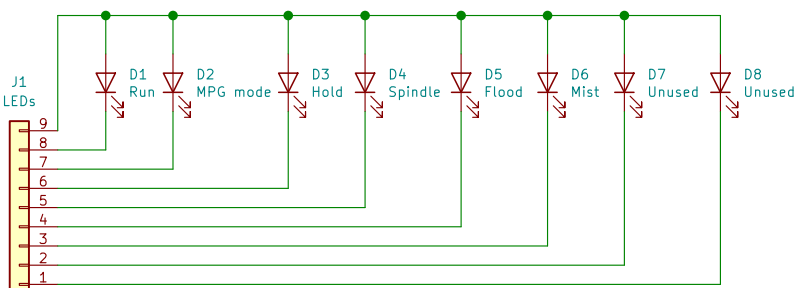 D1
Run
D2
MPG mode
D3
Hold
D4
Spindle
D5
Flood
D6
Mist
D7
Unused
D8
Unused
J1
LEDs
9
8
7
6
5
4
3
2
1